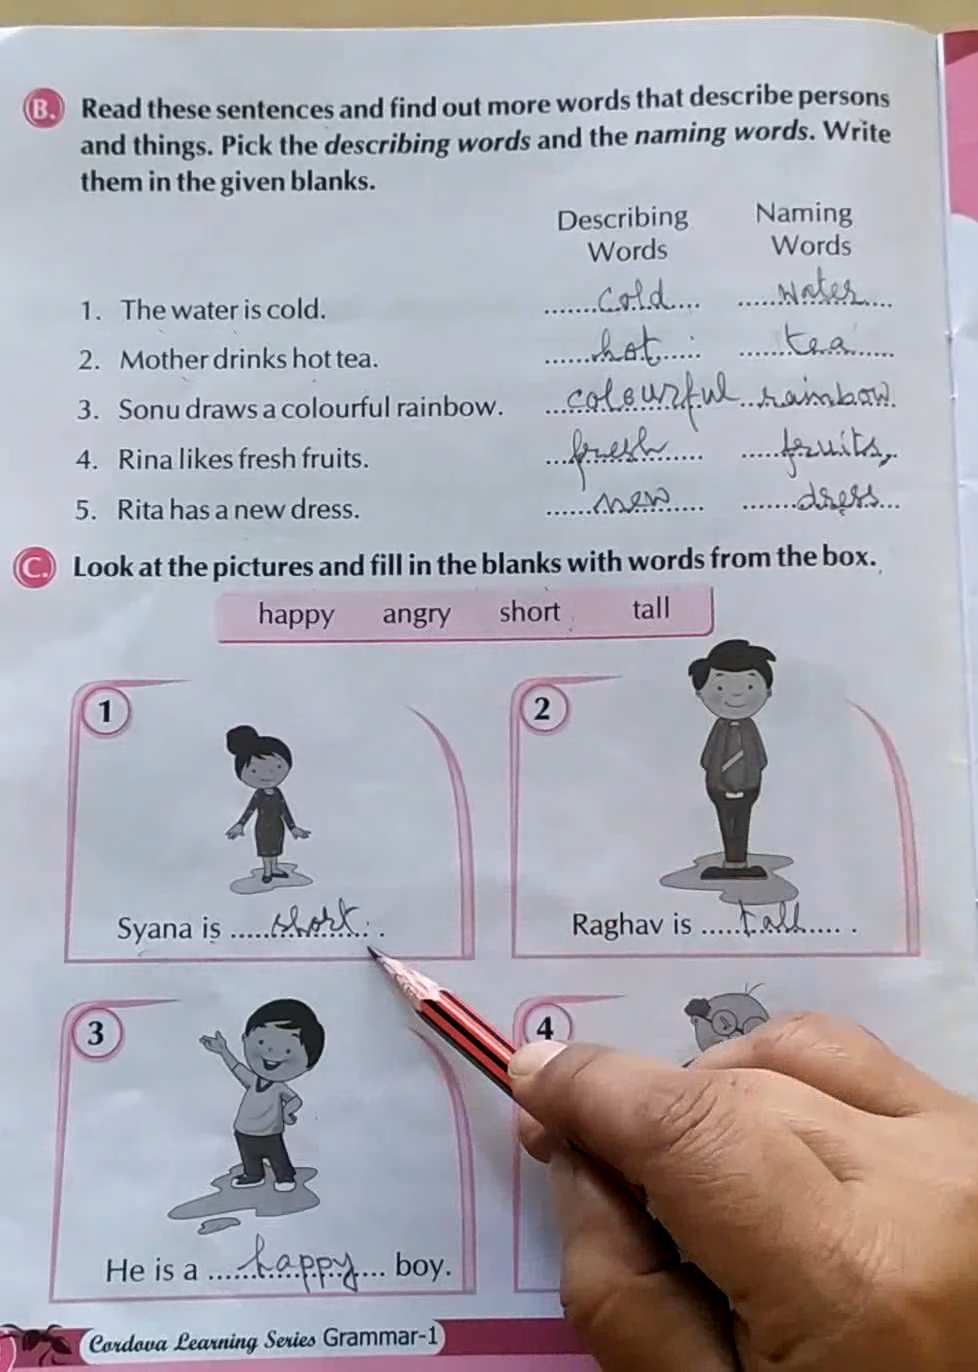 B. Read these sentences and find out more words that describe persons
and things. Pick the describing words and the naming words. Write
them in the given blanks.
Describing Naming
Words Words
1. The water is cold. ......cold.... .....water....
2. Mother drinks hot tea. ......hot...... ......tea.......
3. Sonu draws a colourful rainbow. ...colourful ...rainbow.
4. Rina likes fresh fruits. ...fresh...... .....fruits,..
5. Rita has a new dress. ......new...... .......dress...
C. Look at the pictures and fill in the blanks with words from the box.
happy angry short tall
1 2
Syana is .....short.. . Raghav is .....tall..... .
3 4
He is a ......happy.... boy.
Cordova Learning Series Grammar-1